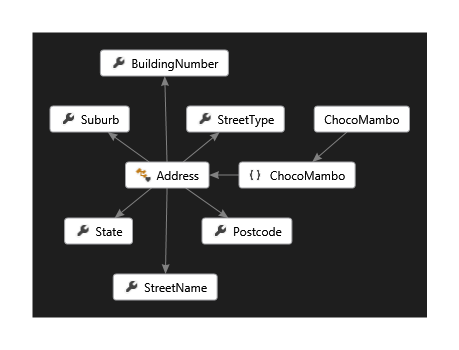 BuildingNumber
Suburb
StreetType
ChocoMambo
Address
{ } ChocoMambo
State
Postcode
StreetName